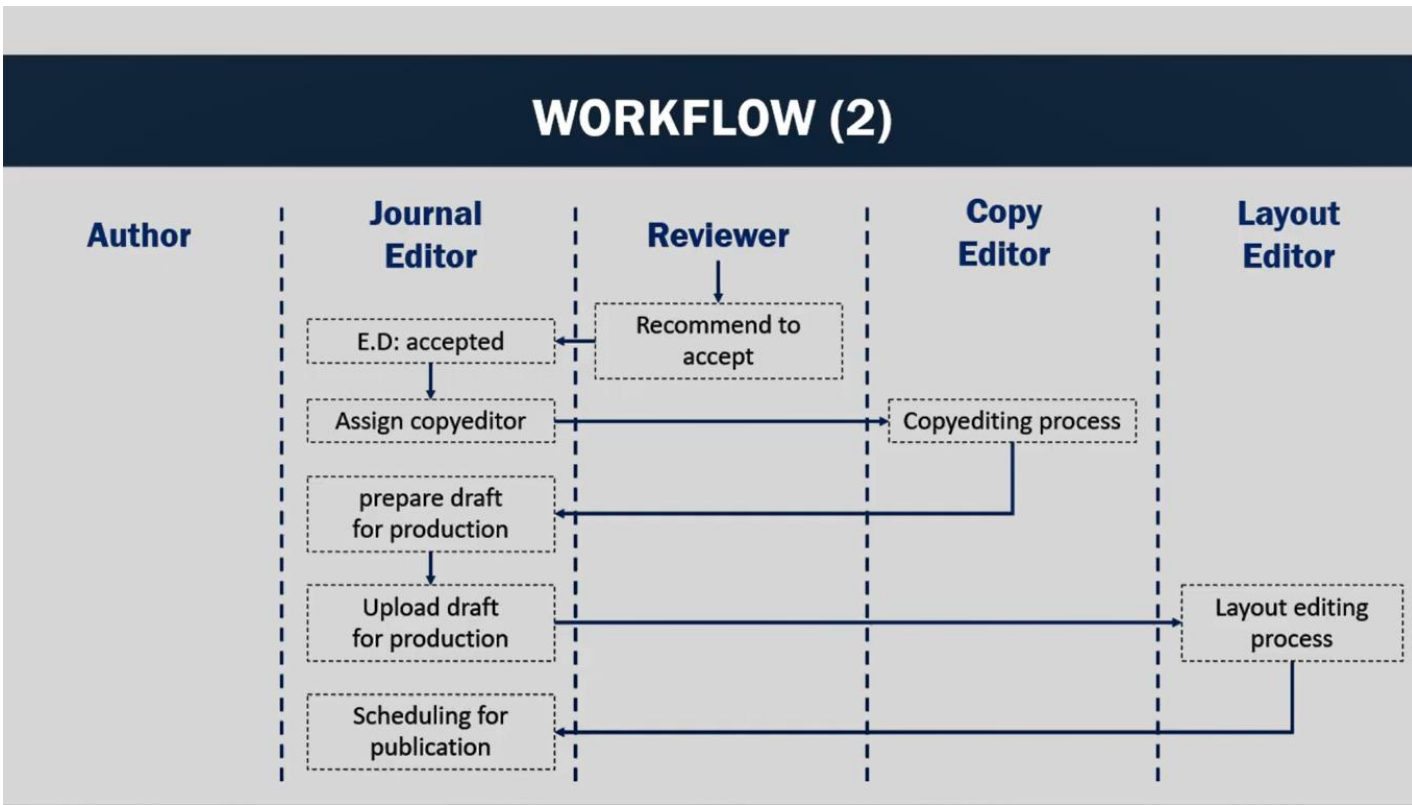 WORKFLOW (2)
Author
Journal
Editor
Reviewer
Copy
Editor
Layout
Editor
Recommend to
accept
E.D: accepted
Assign copyeditor
Copyediting process
prepare draft
for production
Upload draft
for production
Layout editing
process
Scheduling for
publication